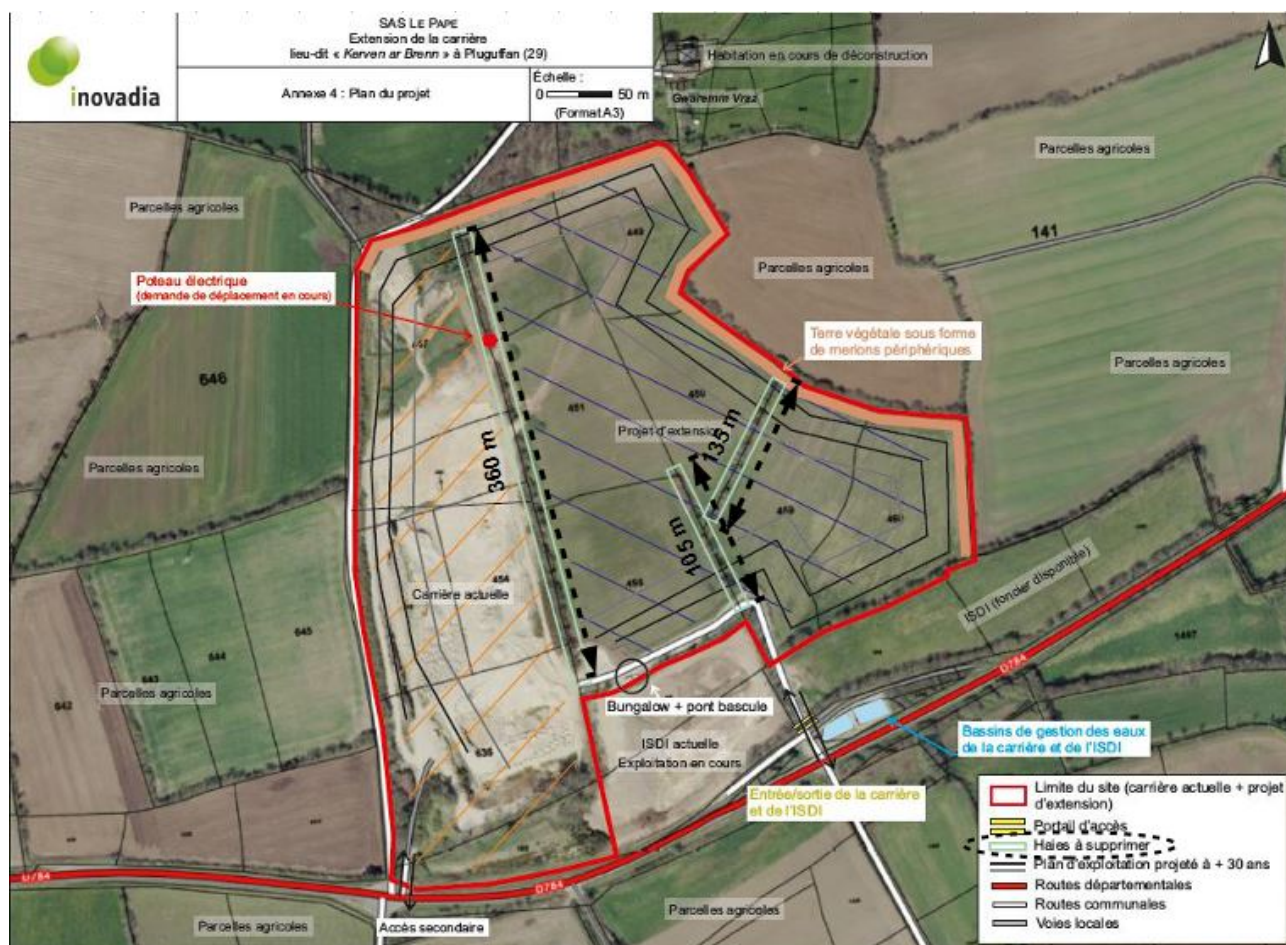 inovadia
SAS LE PAPE
Extension de la carrière
lieu-dit « Kerven ar Brenn » à Pluguffan (29)
Annexe 4 : Plan du projet
Échelle :
0 50 m
(Format A3)
Habitation en cours de déconstruction
Gwaremm Vraz
Parcelles agricoles
Parcelles agricoles
141
449
Parcelles agricoles
Poteau électrique
(demande de déplacement en cours)
Terre végétale sous forme
de merlons périphériques
646
Parcelles agricoles
451
Projet d'extension
135 m
360 m
Parcelles agricoles
105 m
Carrière actuelle
454
ISDI (foncier disponible)
645
644
643
Parcelles agricoles
642
1497
D784
Bungalow + pont bascule
ISDI actuelle
Exploitation en cours
636
Bassins de gestion des eaux
de la carrière et de l'ISDI
Entrée/sortie de la carrière
et de l'ISDI
D784
D784
Accès secondaire
Parcelles agricoles
Parcelles agricoles
Limite du site (carrière actuelle + projet
d'extension)
Portail d'accès
Haies à supprimer
Plan d'exploitation projeté à + 30 ans
Routes départementales
Routes communales
Voies locales